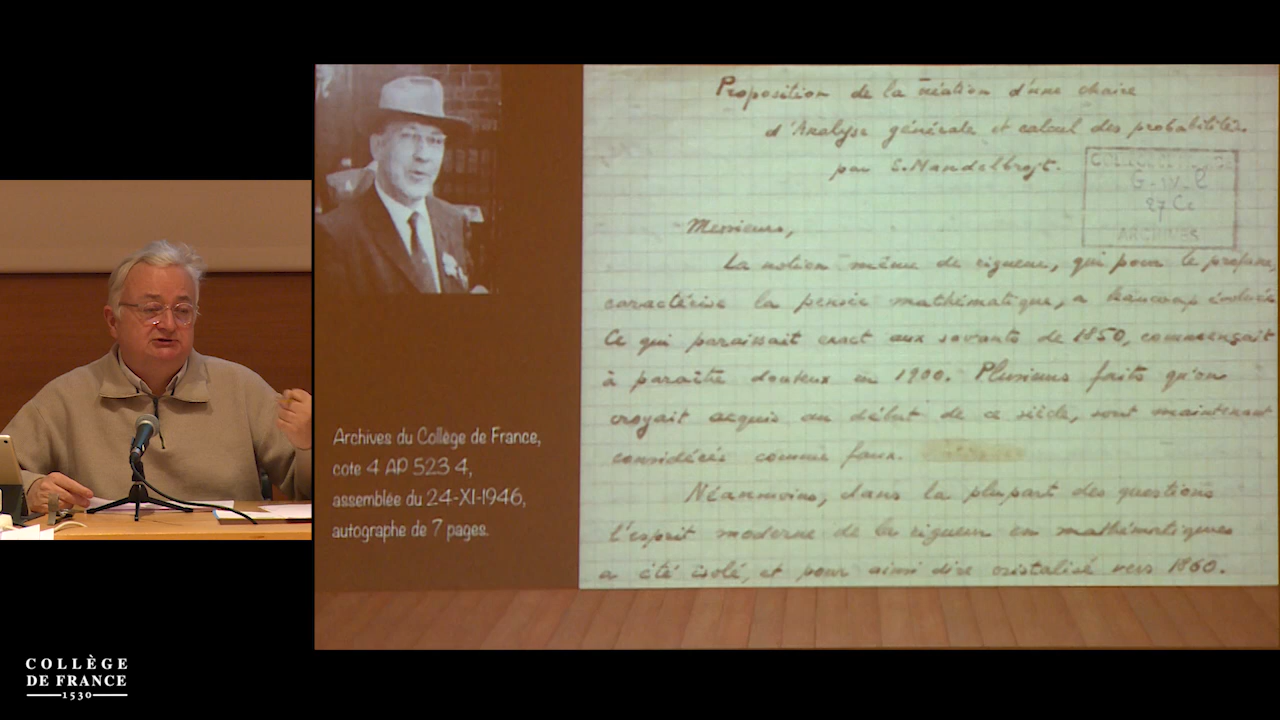 Proposition de la création d'une chaire
d'Analyse générale et calcul des probabilités
par S. Mandelbrojt.
G-IV-l
27 Cc
ARCHIVES
Messieurs,
La notion même de rigueur, qui pour le profane,
caractérise la pensée mathématique, a beaucoup évolué.
Ce qui paraissait exact aux savants de 1850, commençait
à paraître douteux en 1900. Plusieurs faits qu'on
croyait acquis au début de ce siècle, sont maintenant
considérés comme faux.
Néanmoins, dans la plupart des questions
l'esprit moderne de la rigueur en mathématiques
a été isolé, et pour ainsi dire cristalisé vers 1860.
Archives du Collège de France,
cote 4 AP 523 4,
assemblée du 24-XI-1946,
autographe de 7 pages.
COLLÈGE
DE FRANCE
1530